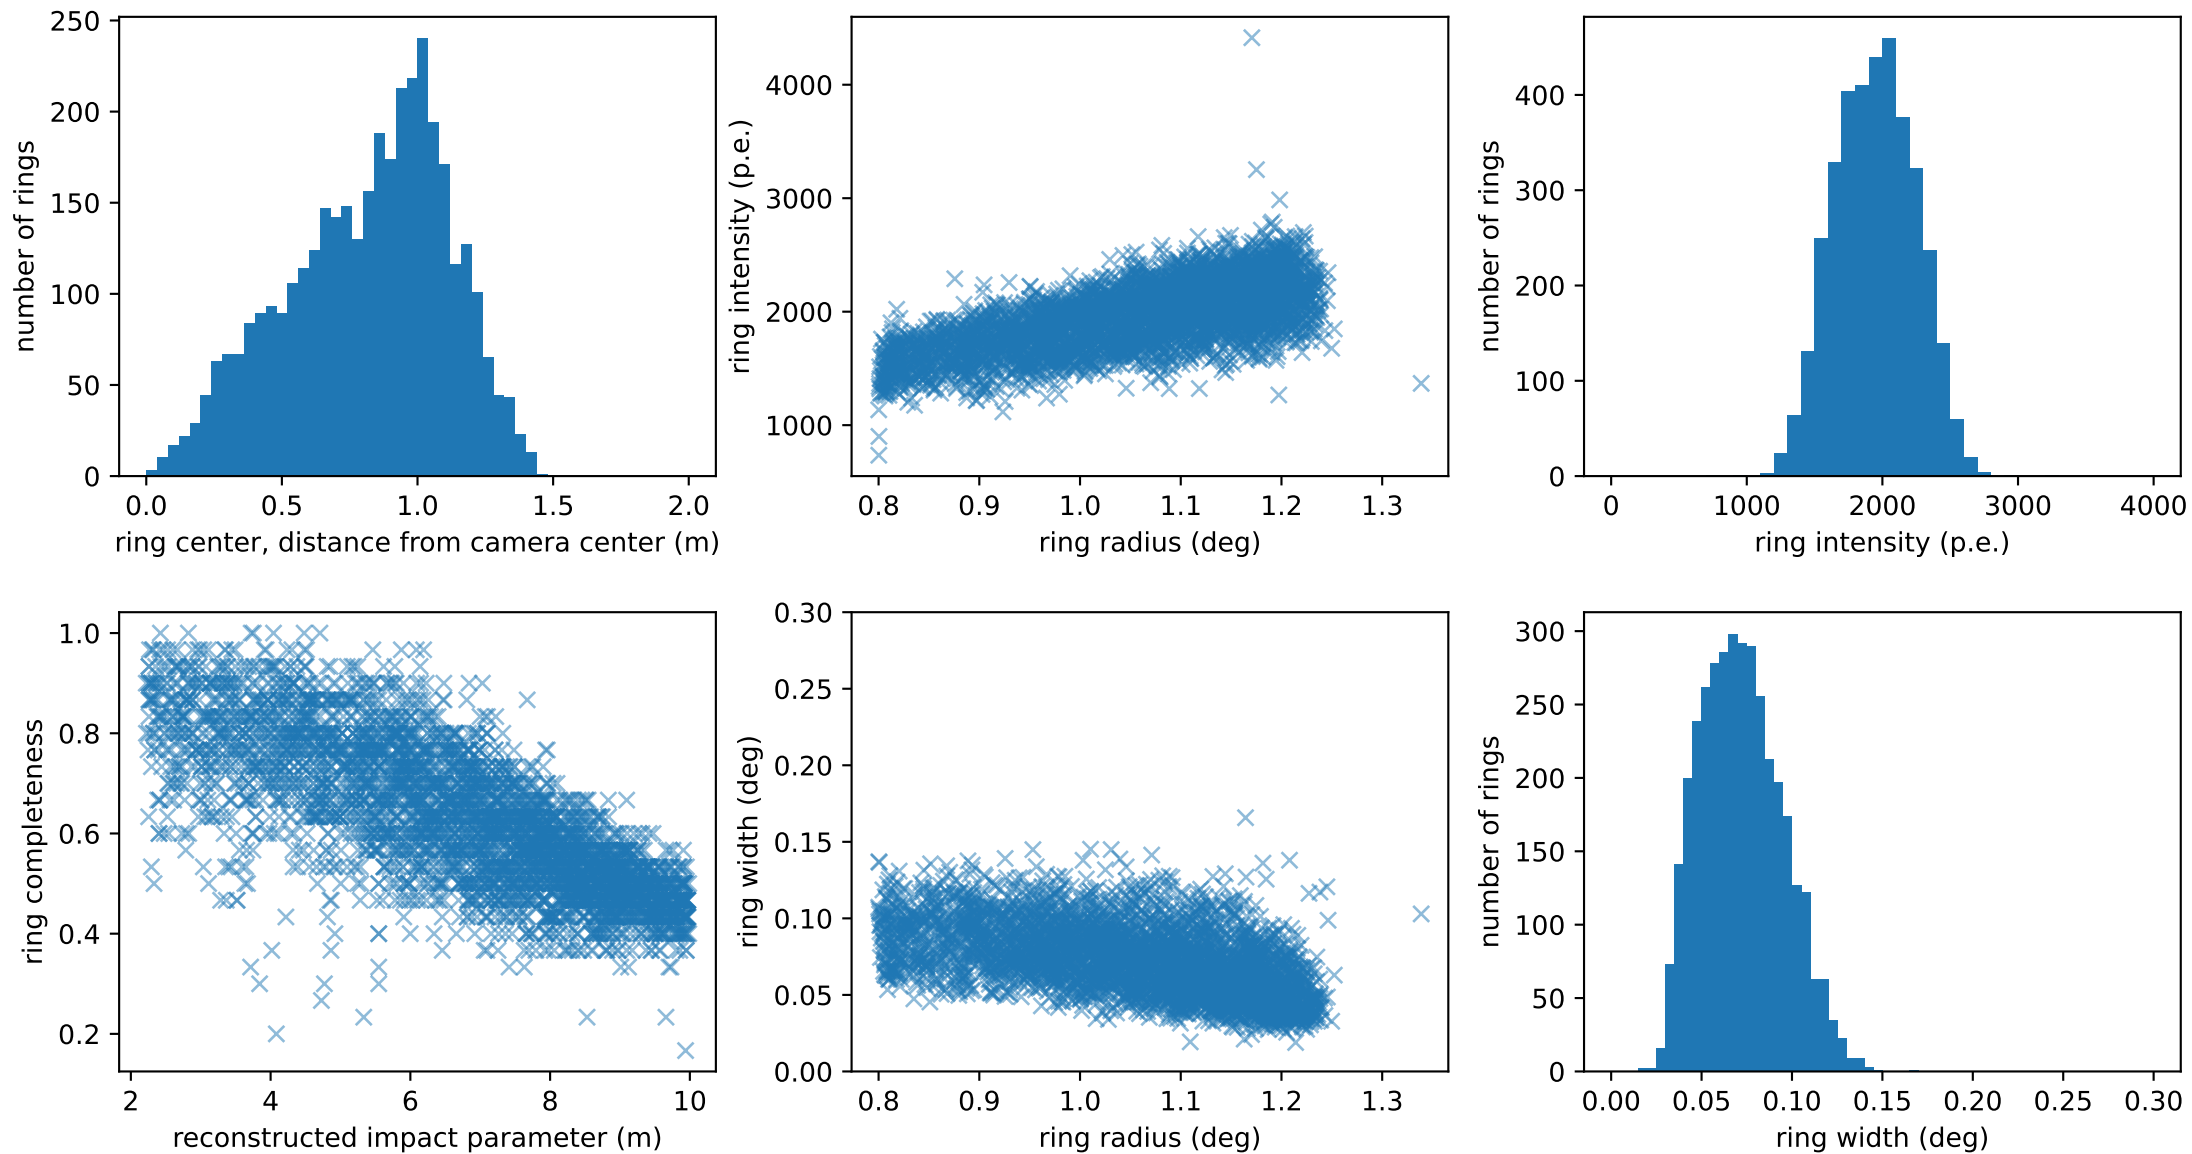 250
200
150
100
50
0
number of rings
0.0 0.5 1.0 1.5 2.0
ring center, distance from camera center (m)
4000
3000
2000
1000
ring intensity (p.e.)
0.8 0.9 1.0 1.1 1.2 1.3
ring radius (deg)
400
300
200
100
0
number of rings
0 1000 2000 3000 4000
ring intensity (p.e.)
1.0
0.8
0.6
0.4
0.2
ring completeness
2 4 6 8 10
reconstructed impact parameter (m)
0.30
0.25
0.20
0.15
0.10
0.05
0.00
ring width (deg)
0.8 0.9 1.0 1.1 1.2 1.3
ring radius (deg)
300
250
200
150
100
50
0
number of rings
0.00 0.05 0.10 0.15 0.20 0.25 0.30
ring width (deg)